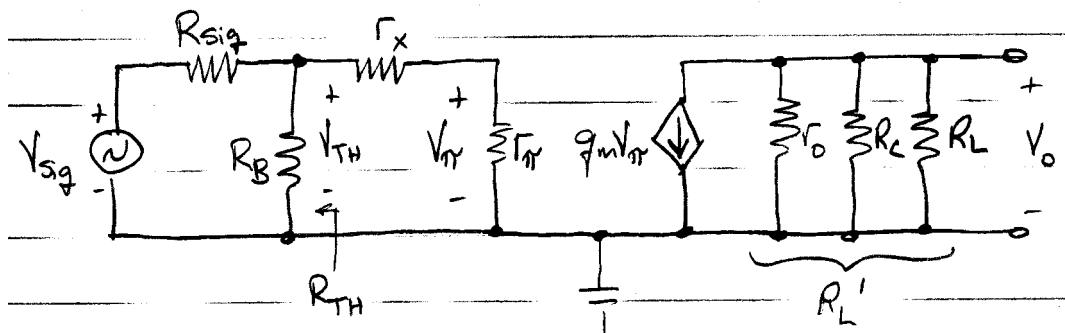 Rsig
rx
+
+
+
+
Vsig
RB
VTH
Vπ
rπ
gmVπ
ro
RC
RL
Vo
-
-
-
-
RTH
RL'